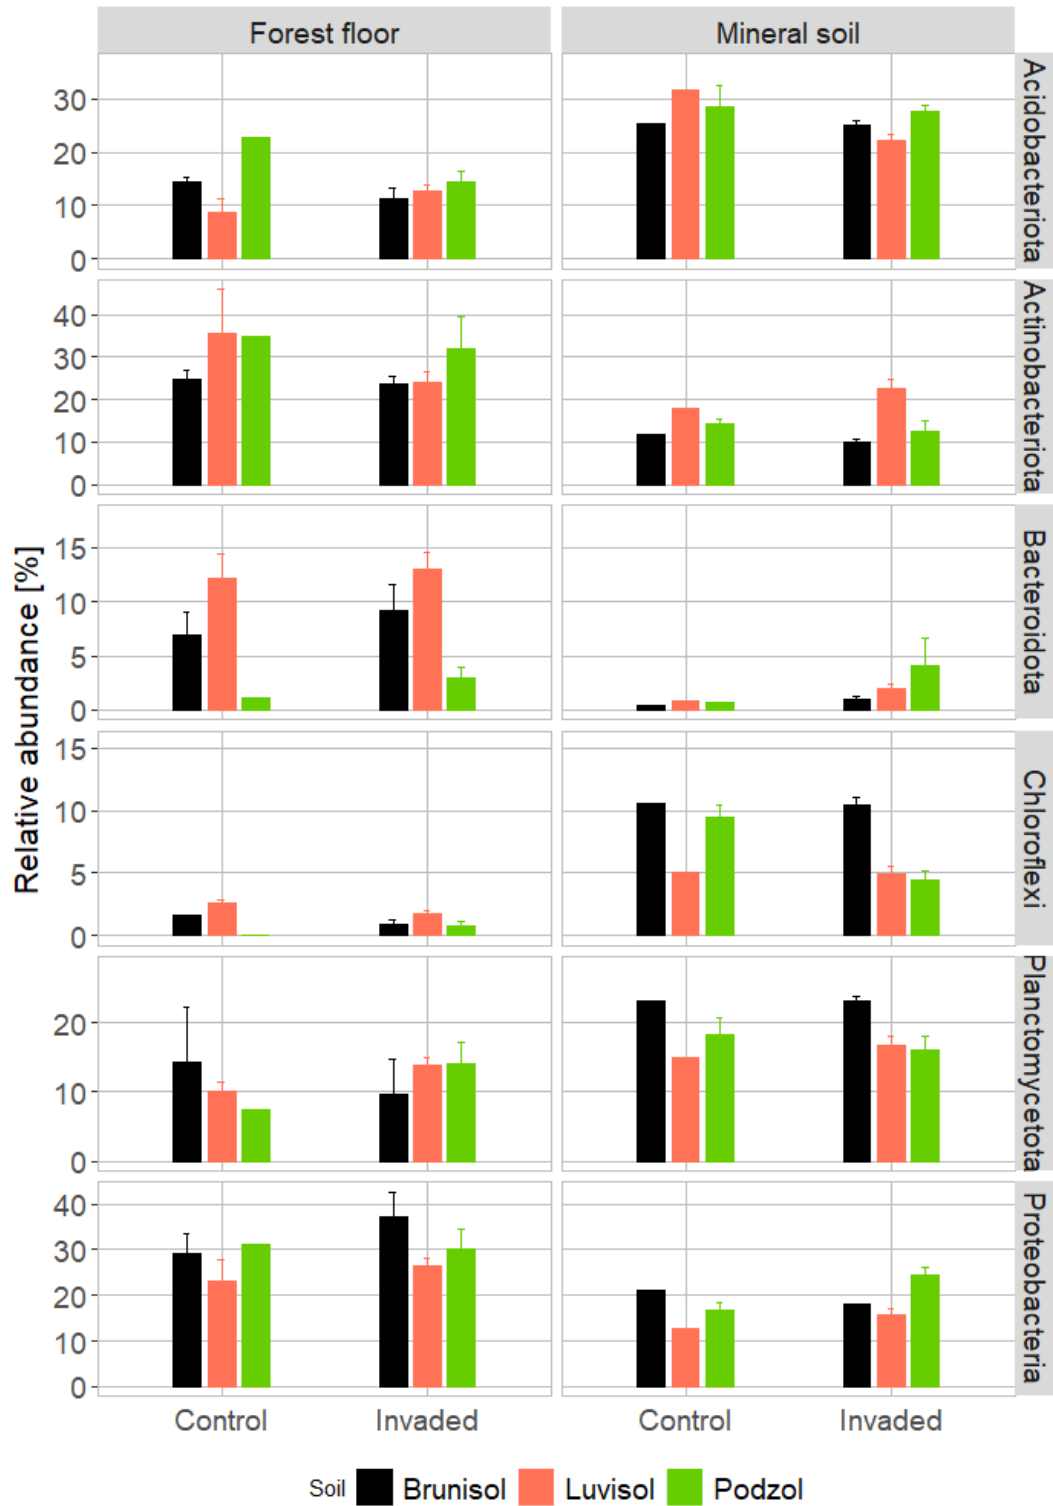 Forest floor Mineral soil
Relative abundance [%]
30
20
10
0
Acidobacteriota
40
30
20
10
0
Actinobacteriota
15
10
5
0
Bacteroidota
15
10
5
0
Chloroflexi
20
10
0
Planctomycetota
40
30
20
10
0
Proteobacteria
Control Invaded Control Invaded
Soil Brunisol Luvisol Podzol